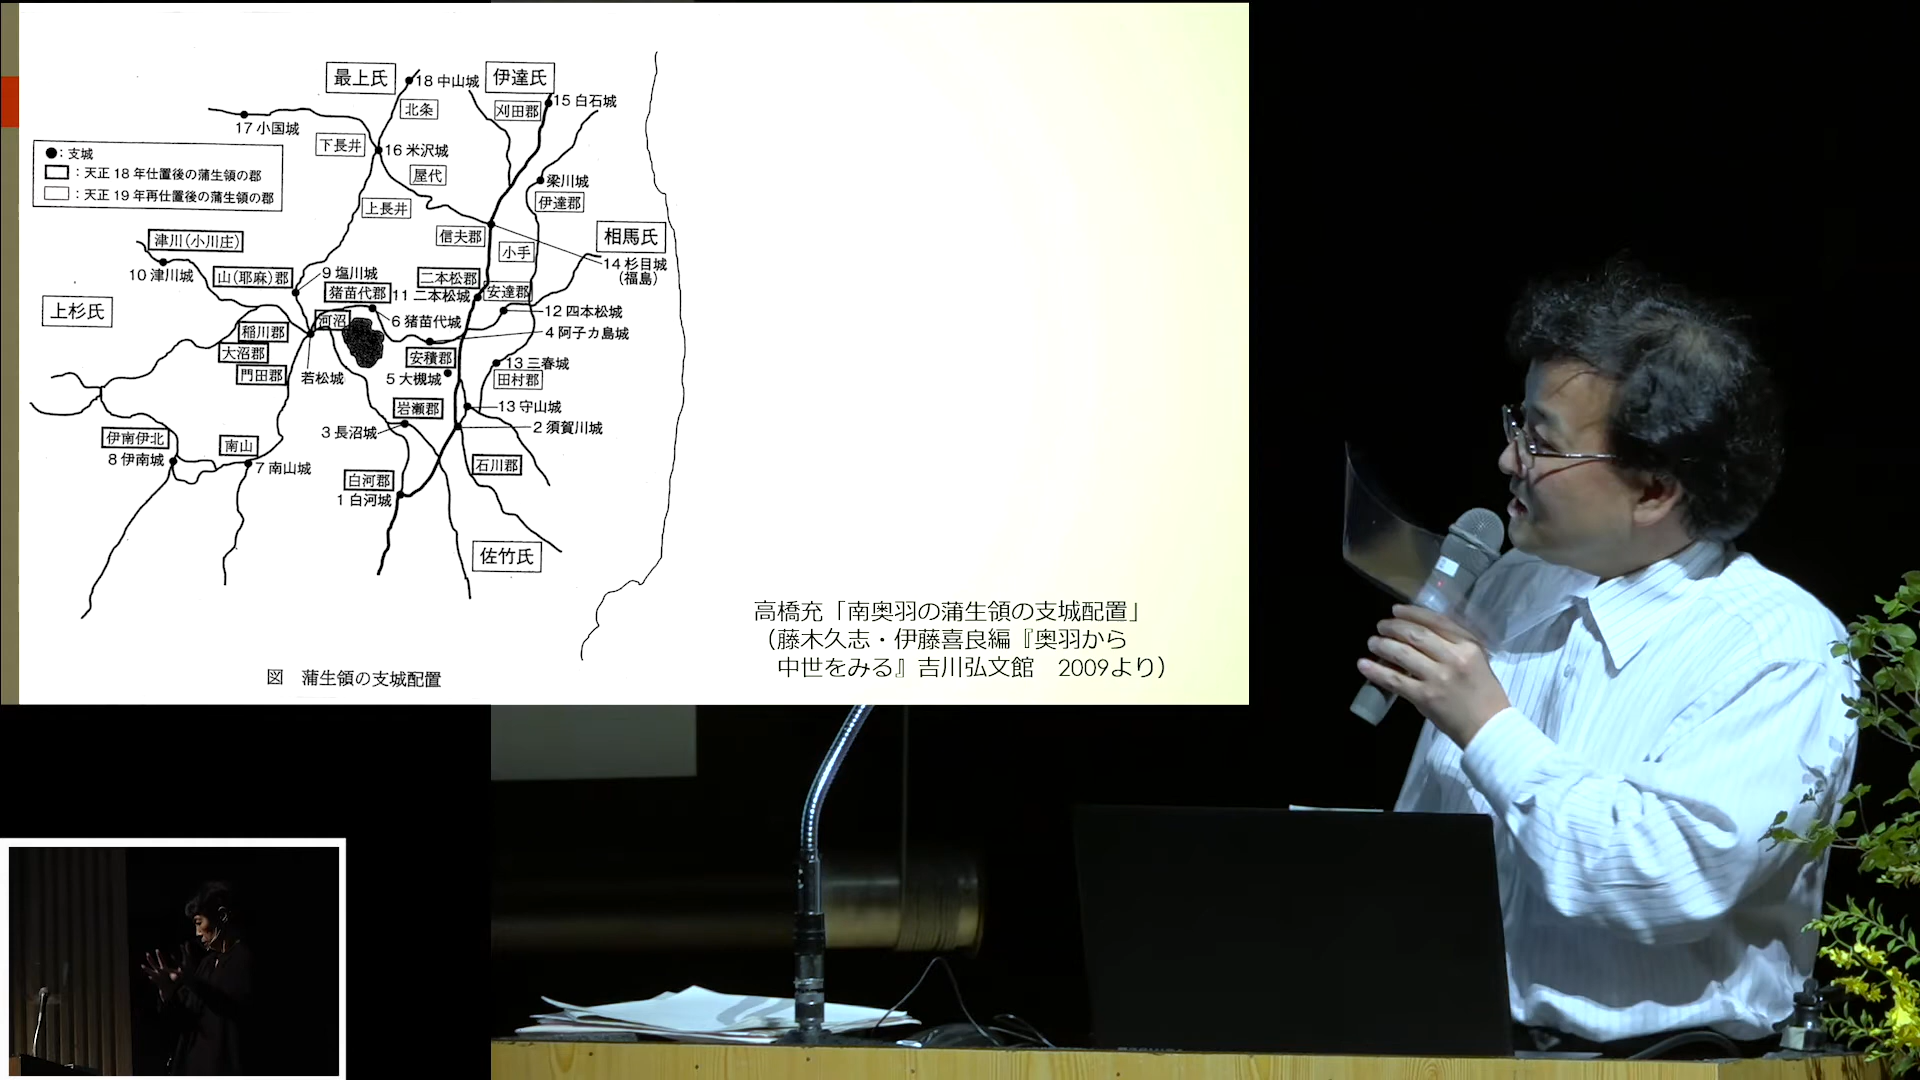 最上氏
18 中山城
伊達氏
北条
刈田郡
15 白石城
17 小国城
下長井
16 米沢城
●：支城
：天正 18 年仕置後の蒲生領の郡
：天正 19 年再仕置後の蒲生領の郡
屋代
梁川城
伊達郡
上長井
信夫郡
相馬氏
小手
津川(小川庄)
14 杉目城
(福島)
10 津川城
山(耶麻)郡
9 塩川城
二本松郡
猪苗代郡
11 二本松城
安達郡
上杉氏
河沼
6 猪苗代城
12 四本松城
稲川郡
4 阿子カ島城
大沼郡
安積郡
13 三春城
門田郡
若松城
5 大槻城
田村郡
岩瀬郡
13 守山城
3 長沼城
2 須賀川城
伊南伊北
南山
8 伊南城
7 南山城
石川郡
白河郡
1 白河城
佐竹氏
図　蒲生領の支城配置
高橋充「南奥羽の蒲生領の支城配置」
（藤木久志・伊藤喜良編『奥羽から
中世をみる』吉川弘文館　2009より）